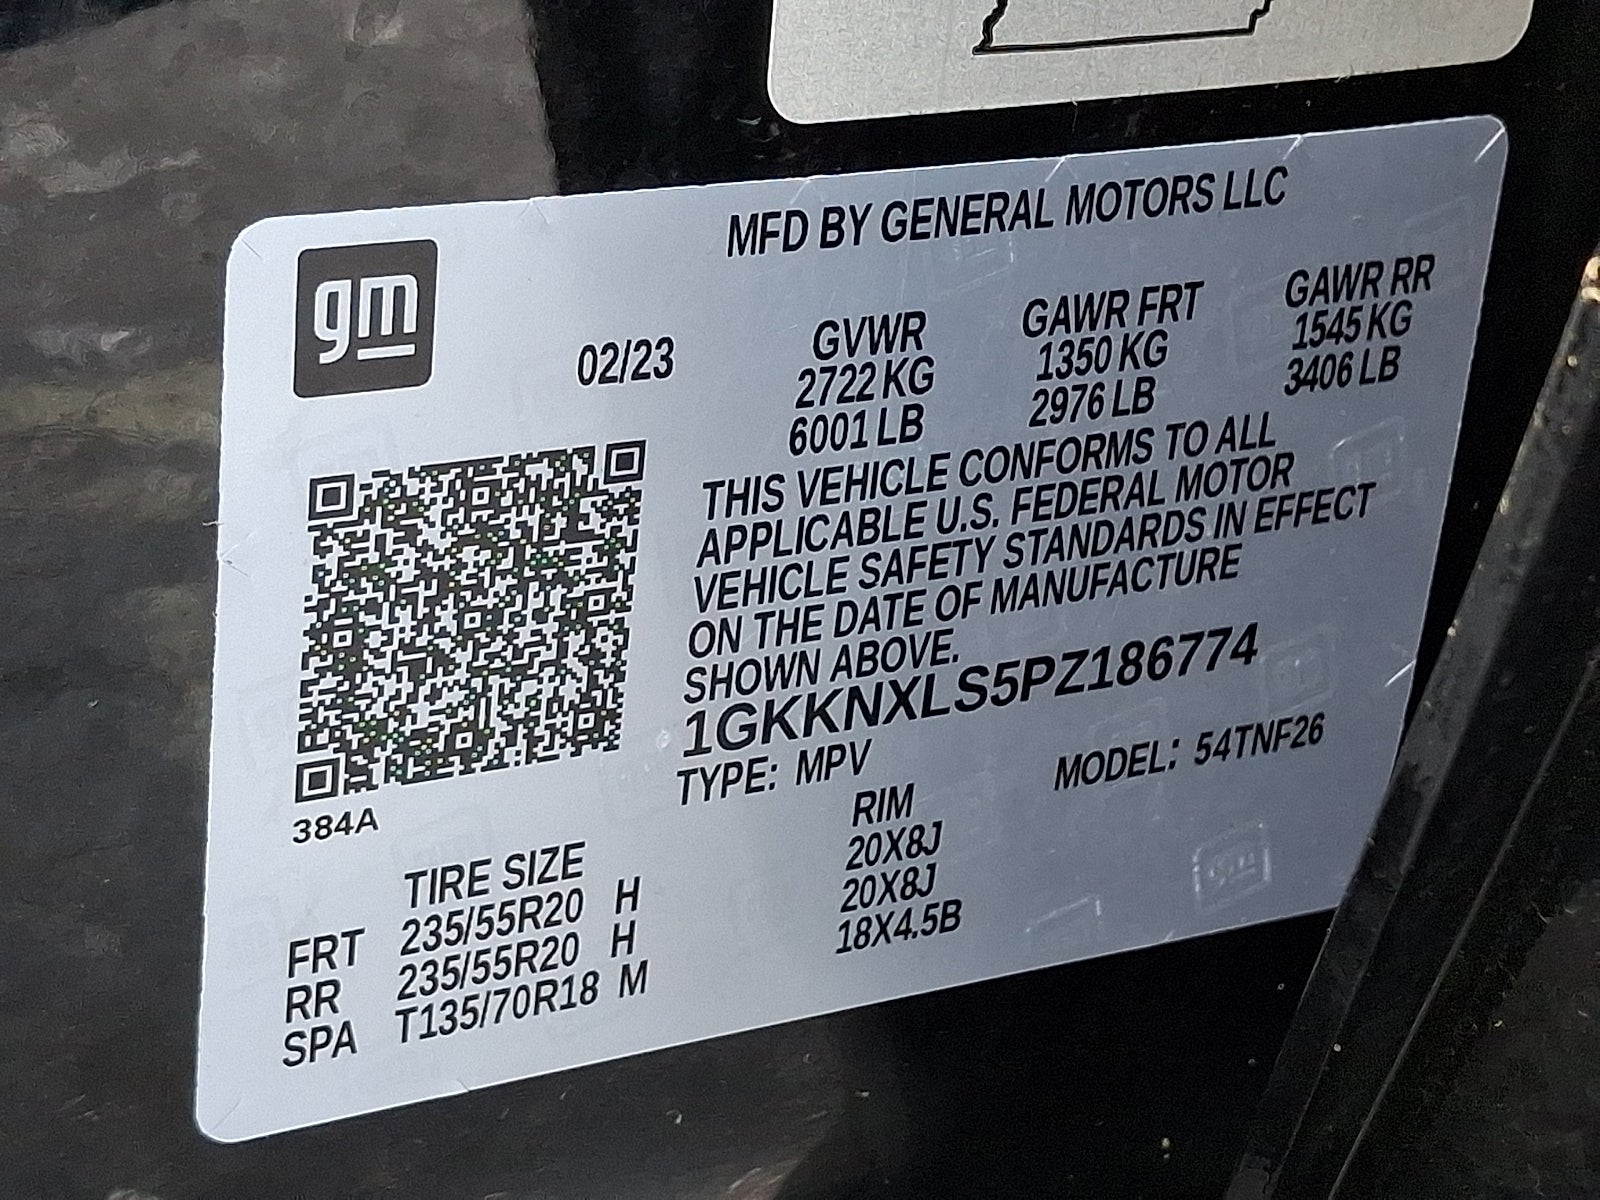 MFD BY GENERAL MOTORS LLC
gm
02/23
GVWR GAWR FRT GAWR RR
2722 KG 1350 KG 1545 KG
6001 LB 2976 LB 3406 LB
THIS VEHICLE CONFORMS TO ALL
APPLICABLE U.S. FEDERAL MOTOR
VEHICLE SAFETY STANDARDS IN EFFECT
ON THE DATE OF MANUFACTURE
SHOWN ABOVE.
1GKKNXLS5PZ186774
TYPE: MPV MODEL: 54TNF26
384A
TIRE SIZE RIM
FRT 235/55R20 H 20X8J
RR 235/55R20 H 20X8J
SPA T135/70R18 M 18X4.5B
gm